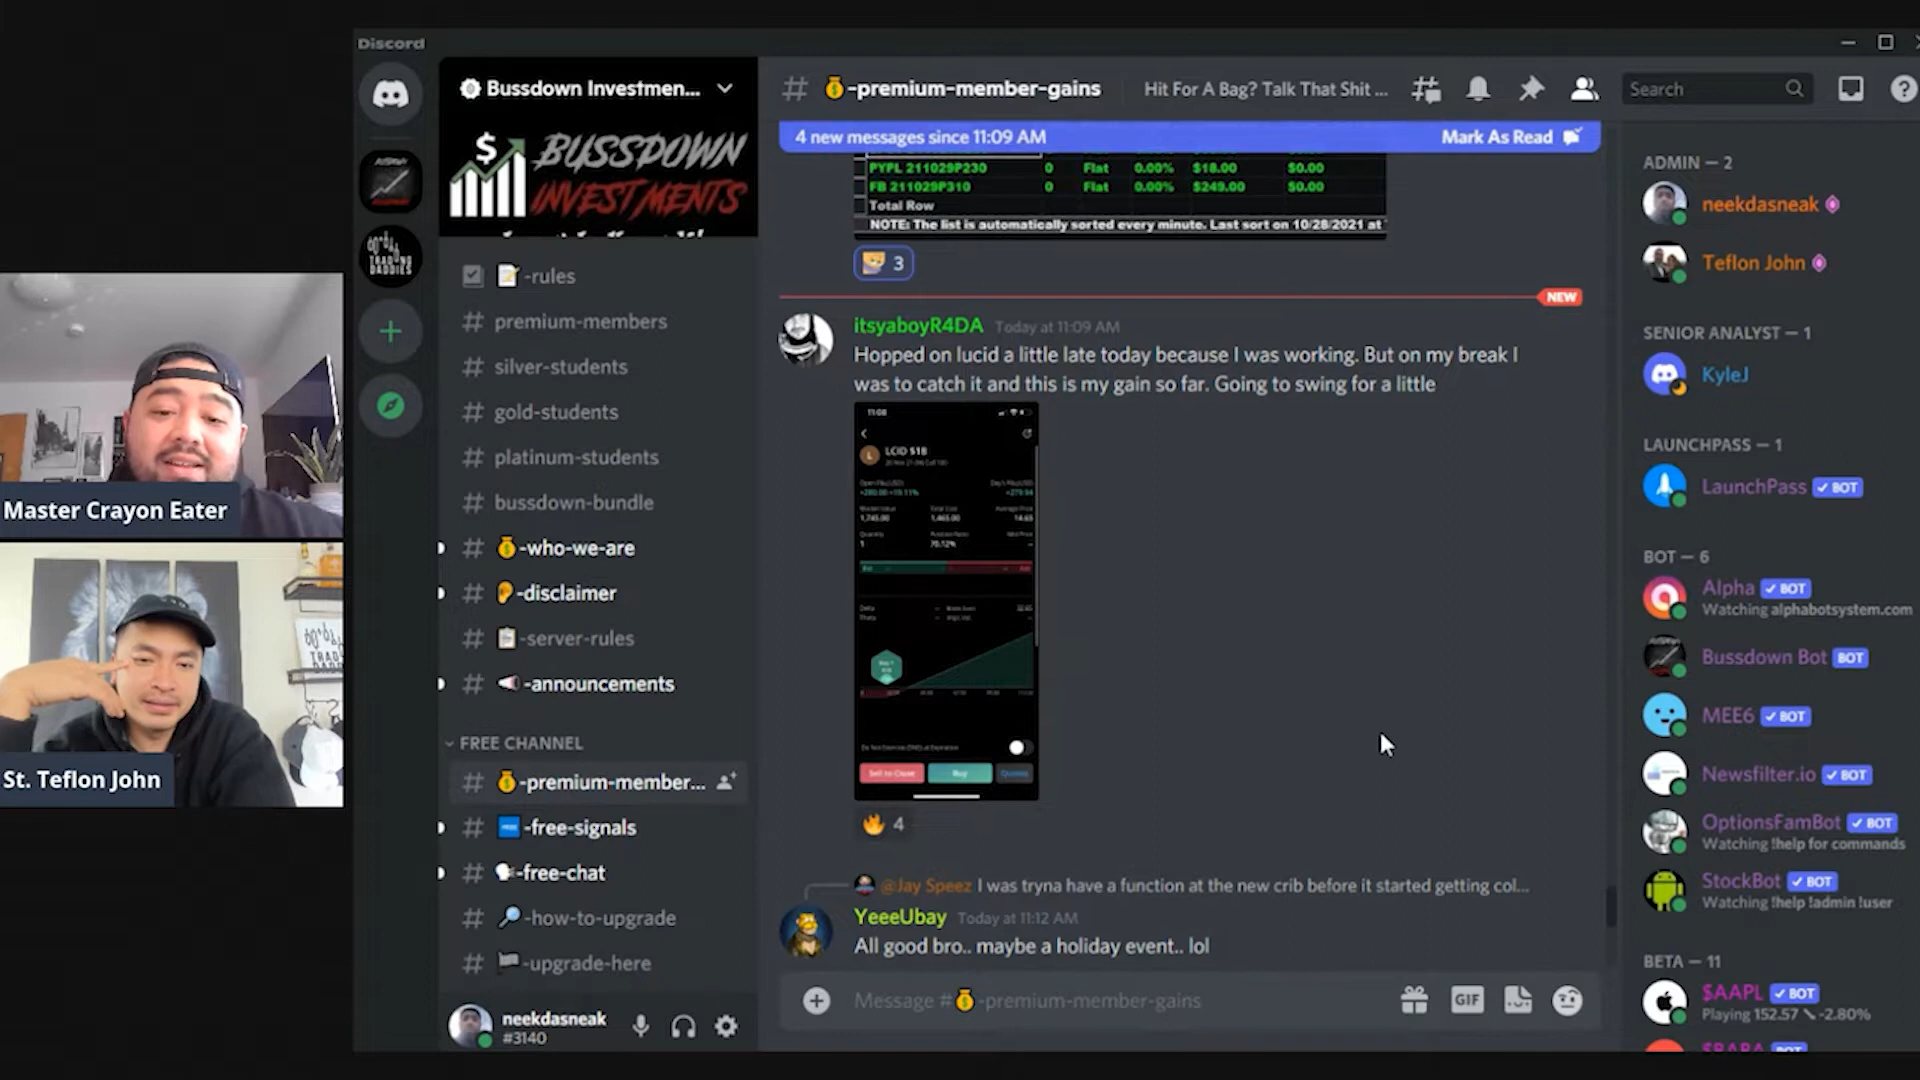 Discord
Bussdown Investmen...
BUSSDOWN
INVESTMENTS
-rules
premium-members
silver-students
gold-students
platinum-students
bussdown-bundle
-who-we-are
-disclaimer
-server-rules
-announcements
FREE CHANNEL
-premium-member...
-free-signals
-free-chat
-how-to-upgrade
-upgrade-here
neekdasneak
#3140
-premium-member-gains
Hit For A Bag? Talk That Shit ...
Search
4 new messages since 11:09 AM
Mark As Read
PYPL 211029P230 0 Flat 0.00% $18.00 $0.00
FB 211029P310 0 Flat 0.00% $249.00 $0.00
Total Row
NOTE: The list is automatically sorted every minute. Last sort on 10/28/2021 at
3
NEW
itsyaboyR4DA Today at 11:09 AM
Hopped on lucid a little late today because I was working. But on my break I
was to catch it and this is my gain so far. Going to swing for a little
11:08
LCID $18
Sell to Close
Buy
4
@Jay Speez I was tryna have a function at the new crib before it started getting col...
YeeeUbay Today at 11:12 AM
All good bro.. maybe a holiday event.. lol
Message #-premium-member-gains
GIF
ADMIN — 2
neekdasneak
Teflon John
SENIOR ANALYST — 1
KyleJ
LAUNCHPASS — 1
LaunchPass BOT
BOT — 6
Alpha BOT
Watching alphabotsystem.com
Bussdown Bot BOT
MEE6 BOT
Newsfilter.io BOT
OptionsFamBot BOT
Watching !help for commands
StockBot BOT
Watching !help !admin !user
BETA — 11
$AAPL BOT
Playing 152.57 -2.80%
Master Crayon Eater
St. Teflon John